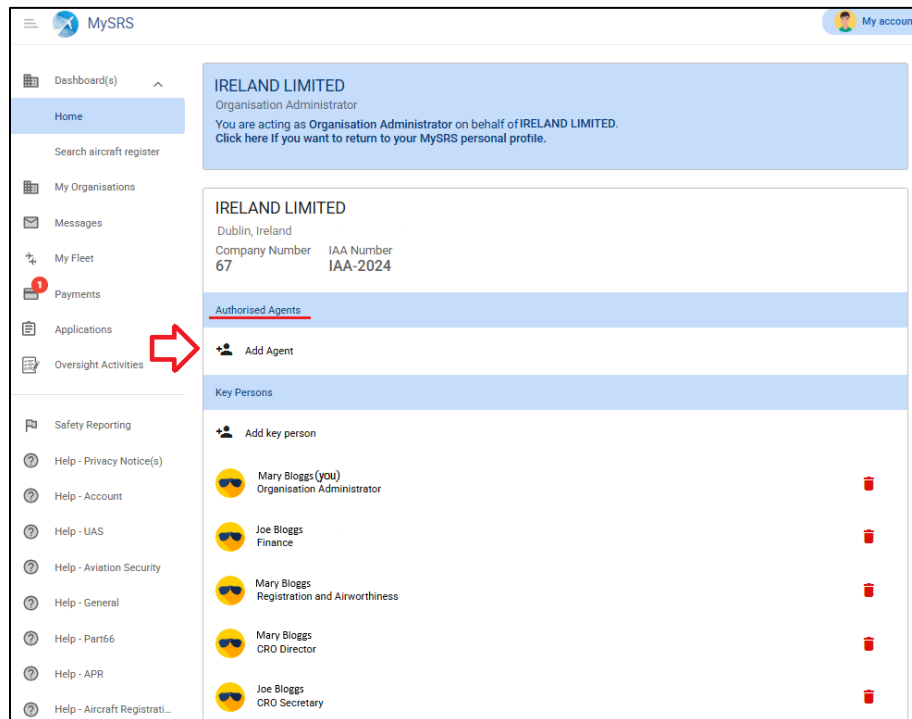 MySRS
My accoun
Dashboard(s)
Home
Search aircraft register
My Organisations
Messages
My Fleet
1
Payments
Applications
Oversight Activities
Safety Reporting
Help - Privacy Notice(s)
Help - Account
Help - UAS
Help - Aviation Security
Help - General
Help - Part66
Help - APR
Help - Aircraft Registrati...
IRELAND LIMITED
Organisation Administrator
You are acting as Organisation Administrator on behalf of IRELAND LIMITED.
Click here If you want to return to your MySRS personal profile.
IRELAND LIMITED
Dublin, Ireland
Company Number IAA Number
67 IAA-2024
Authorised Agents
Add Agent
Key Persons
Add key person
Mary Bloggs (you)
Organisation Administrator
Joe Bloggs
Finance
Mary Bloggs
Registration and Airworthiness
Mary Bloggs
CRO Director
Joe Bloggs
CRO Secretary